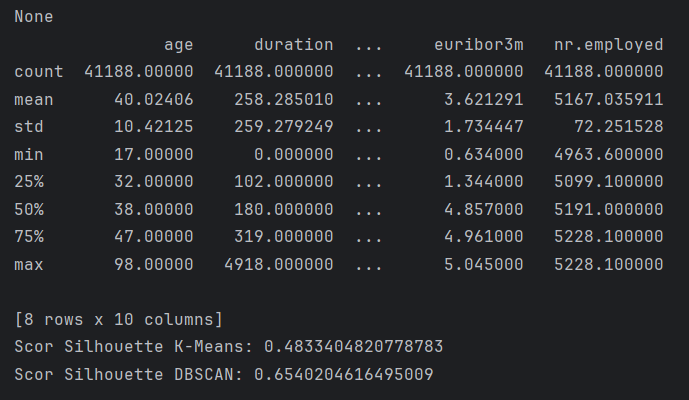 None
age duration ... euribor3m nr.employed
count 41188.00000 41188.000000 ... 41188.000000 41188.000000
mean 40.02406 258.285010 ... 3.621291 5167.035911
std 10.42125 259.279249 ... 1.734447 72.251528
min 17.00000 0.000000 ... 0.634000 4963.600000
25% 32.00000 102.000000 ... 1.344000 5099.100000
50% 38.00000 180.000000 ... 4.857000 5191.000000
75% 47.00000 319.000000 ... 4.961000 5228.100000
max 98.00000 4918.000000 ... 5.045000 5228.100000
[8 rows x 10 columns]
Scor Silhouette K-Means: 0.4833404820778783
Scor Silhouette DBSCAN: 0.6540204616495009